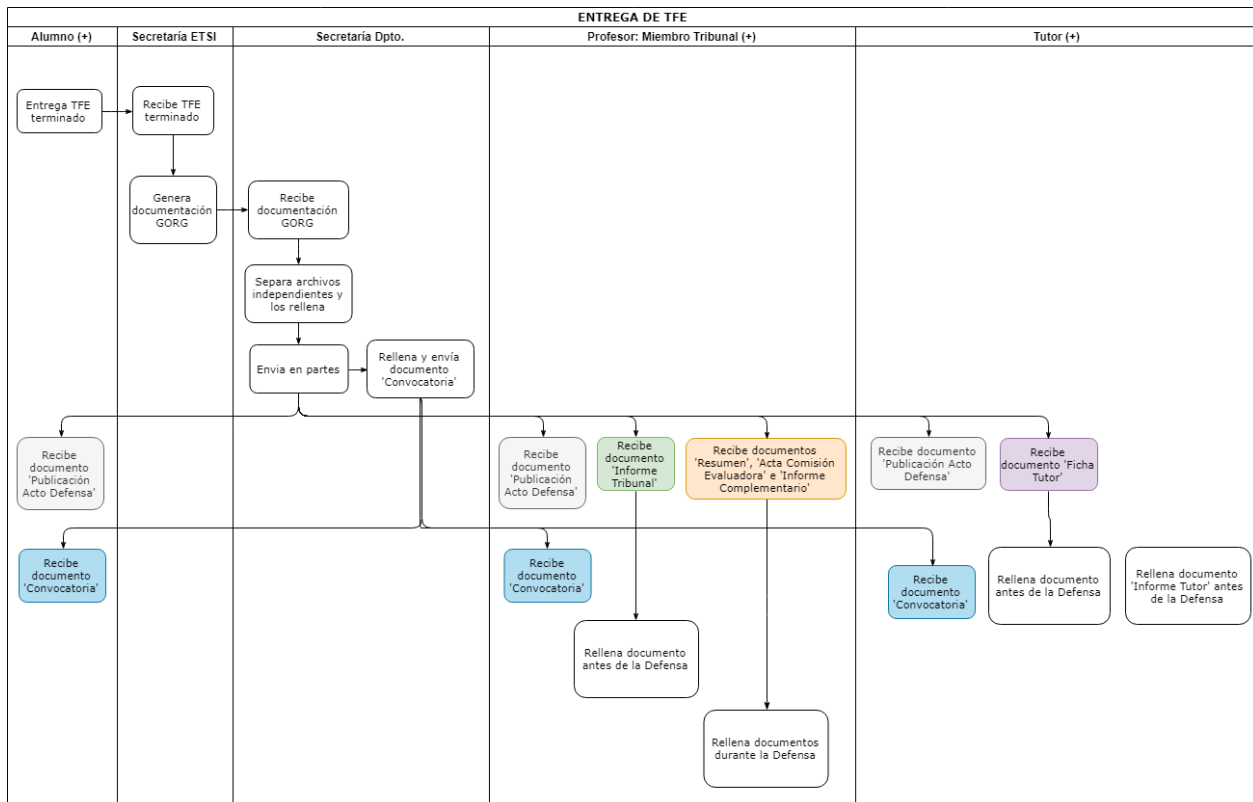 ENTREGA DE TFE
Alumno (+)
Secretaría ETSI
Secretaría Dpto.
Profesor: Miembro Tribunal (+)
Tutor (+)
Entrega TFE
terminado
Recibe TFE
terminado
Genera
documentación
GORG
Recibe
documentación
GORG
Separa archivos
independientes y
los rellena
Envia en partes
Rellena y envía
documento
'Convocatoria'
Recibe
documento
'Publicación
Acto Defensa'
Recibe
documento
'Publicación
Acto Defensa'
Recibe
documento
'Informe
Tribunal'
Recibe documentos
'Resumen', 'Acta Comisión
Evaluadora' e 'Informe
Complementario'
Recibe documento
'Publicación Acto
Defensa'
Recibe
documento 'Ficha
Tutor'
Recibe
documento
'Convocatoria'
Recibe
documento
'Convocatoria'
Recibe
documento
'Convocatoria'
Rellena documento
antes de la Defensa
Rellena documento
'Informe Tutor' antes
de la Defensa
Rellena documento
antes de la Defensa
Rellena documentos
durante la Defensa